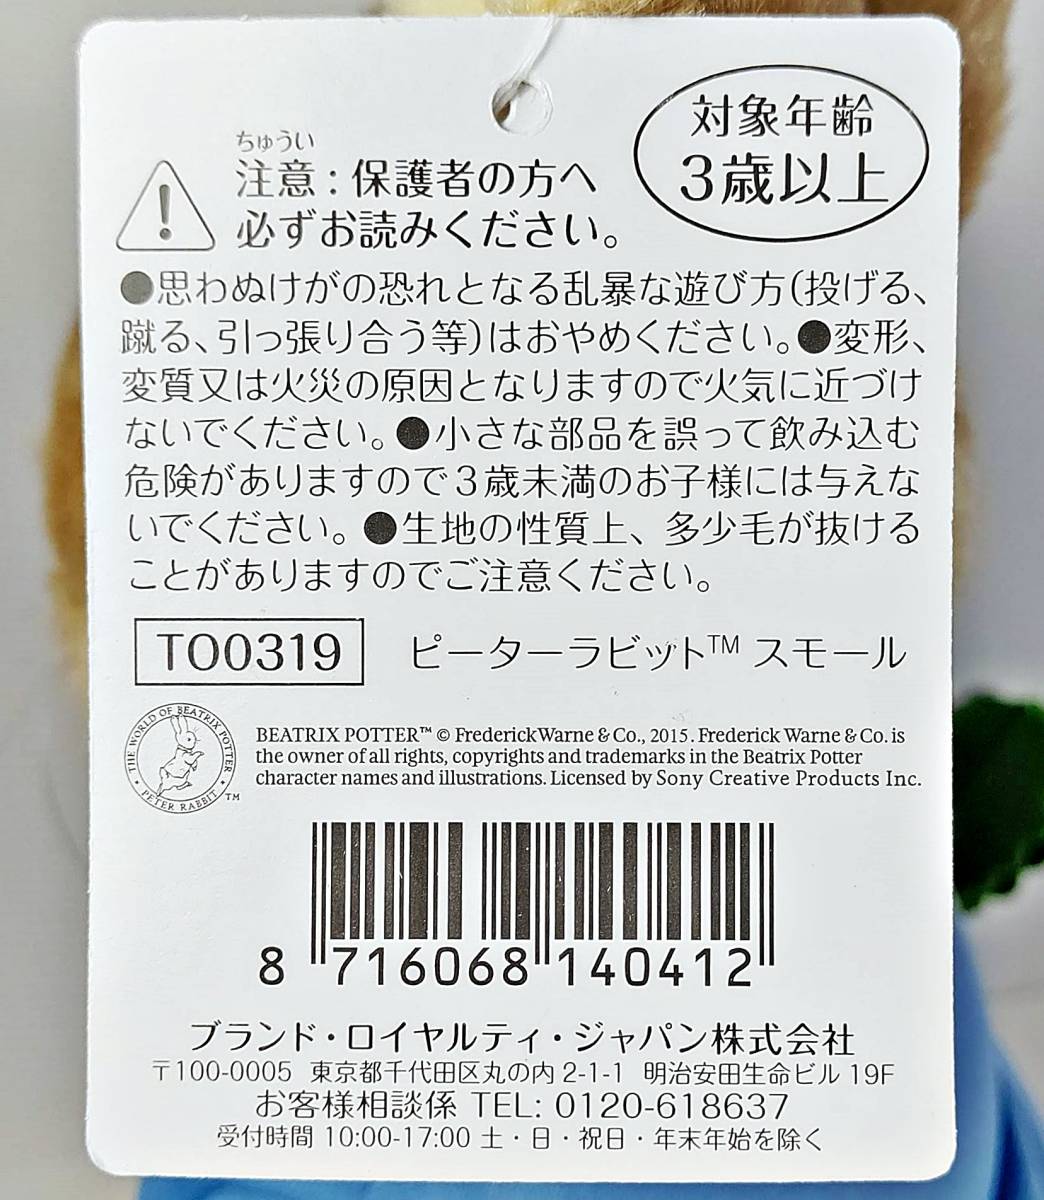 対象年齢
3歳以上
ちゅうい
注意：保護者の方へ
必ずお読みください。
●思わぬけがの恐れとなる乱暴な遊び方(投げる、
蹴る、引っ張り合う等)はおやめください。●変形、
変質又は火災の原因となりますので火気に近づけ
ないでください。●小さな部品を誤って飲み込む
危険がありますので3歳未満のお子様には与えな
いでください。●生地の性質上、多少毛が抜ける
ことがありますのでご注意ください。
TO0319
ピーターラビット™ スモール
THE WORLD OF BEATRIX POTTER
• PETER RABBIT • ™
BEATRIX POTTER™ © Frederick Warne & Co., 2015. Frederick Warne & Co. is
the owner of all rights, copyrights and trademarks in the Beatrix Potter
character names and illustrations. Licensed by Sony Creative Products Inc.
8 716068 140412
ブランド・ロイヤルティ・ジャパン株式会社
〒100-0005 東京都千代田区丸の内 2-1-1 明治安田生命ビル 19F
お客様相談係 TEL: 0120-618637
受付時間 10:00-17:00 土・日・祝日・年末年始を除く